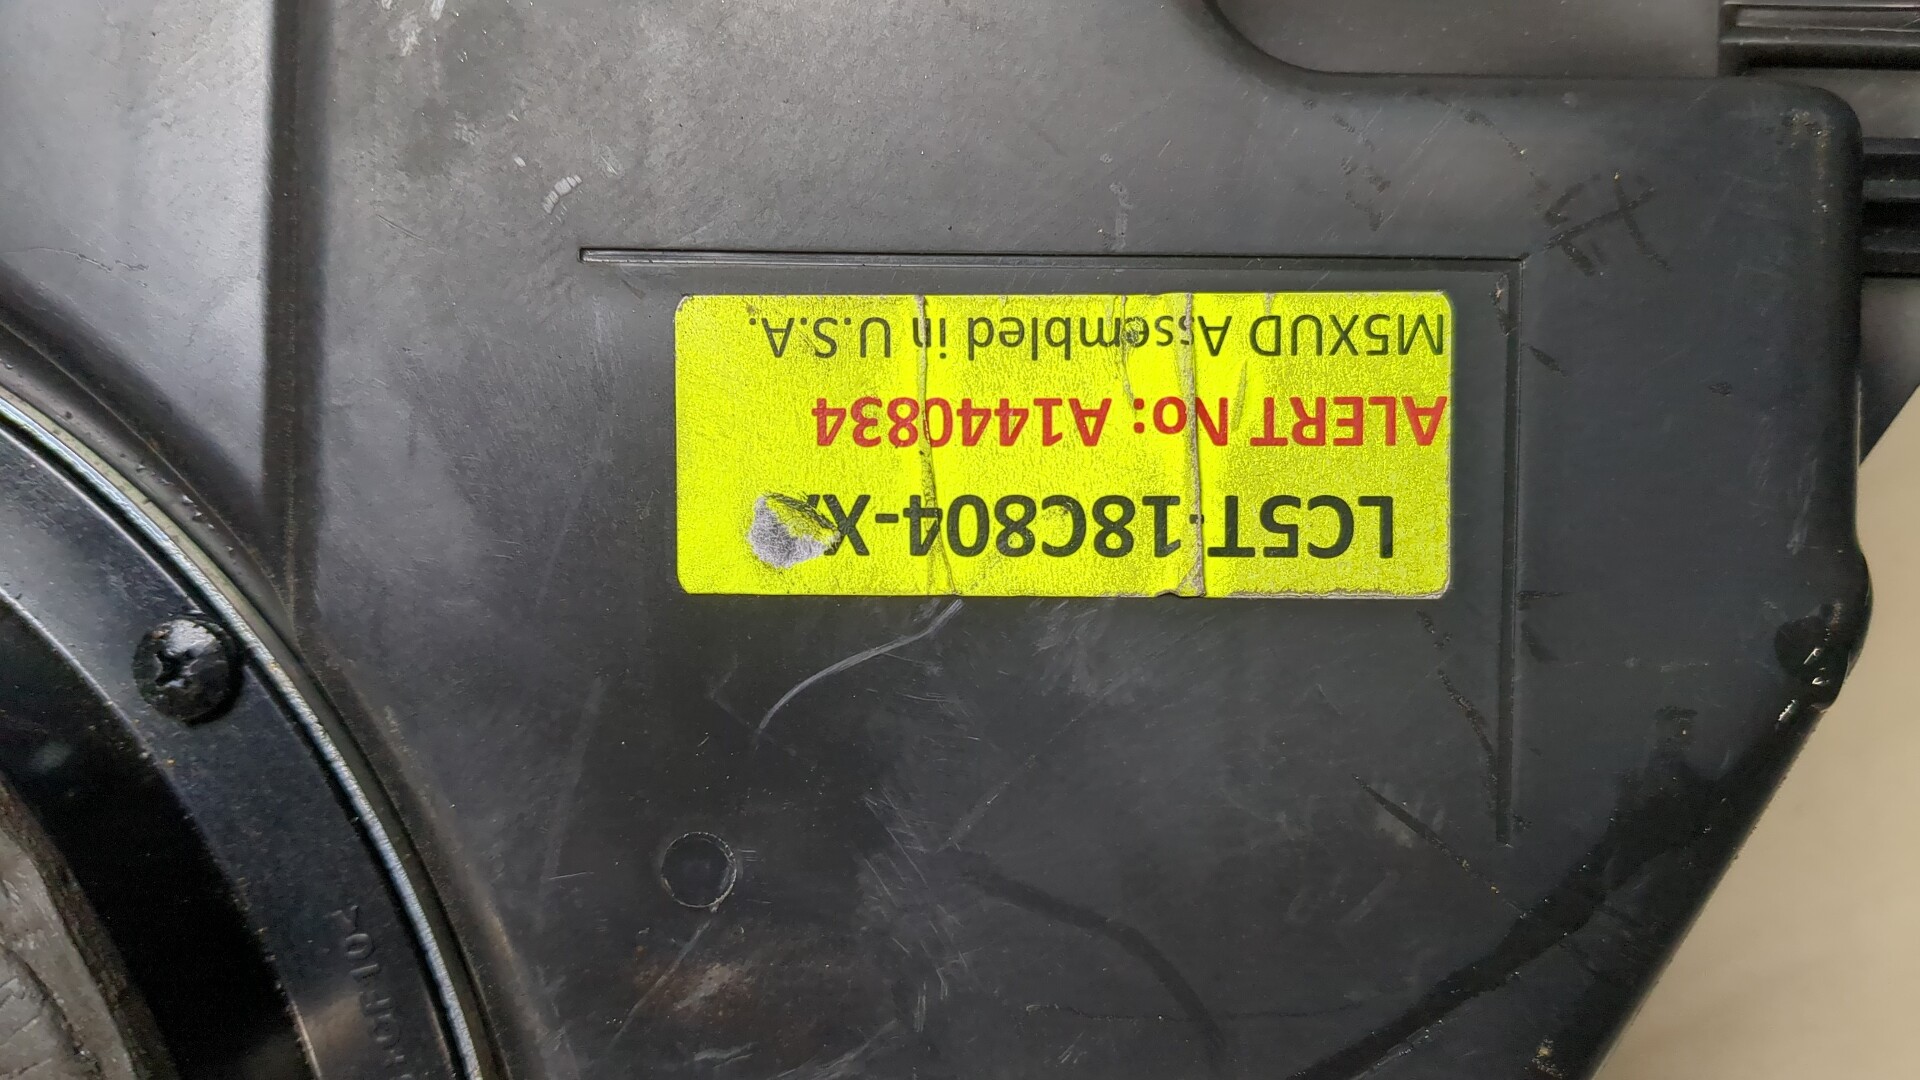 LC5T-18C804-X
ALERT No: A1440834
M5XUD Assembled in U.S.A.